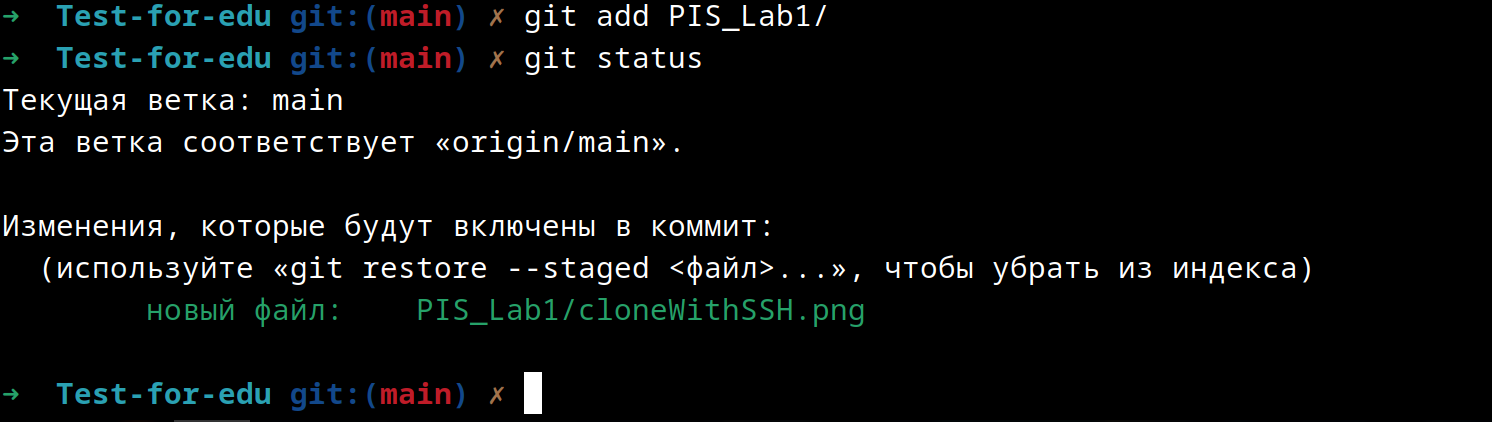 → Test-for-edu git:(main) ✗ git add PIS_Lab1/
→ Test-for-edu git:(main) ✗ git status
Текущая ветка: main
Эта ветка соответствует «origin/main».
Изменения, которые будут включены в коммит:
(используйте «git restore --staged <файл>...», чтобы убрать из индекса)
новый файл: PIS_Lab1/cloneWithSSH.png
→ Test-for-edu git:(main) ✗